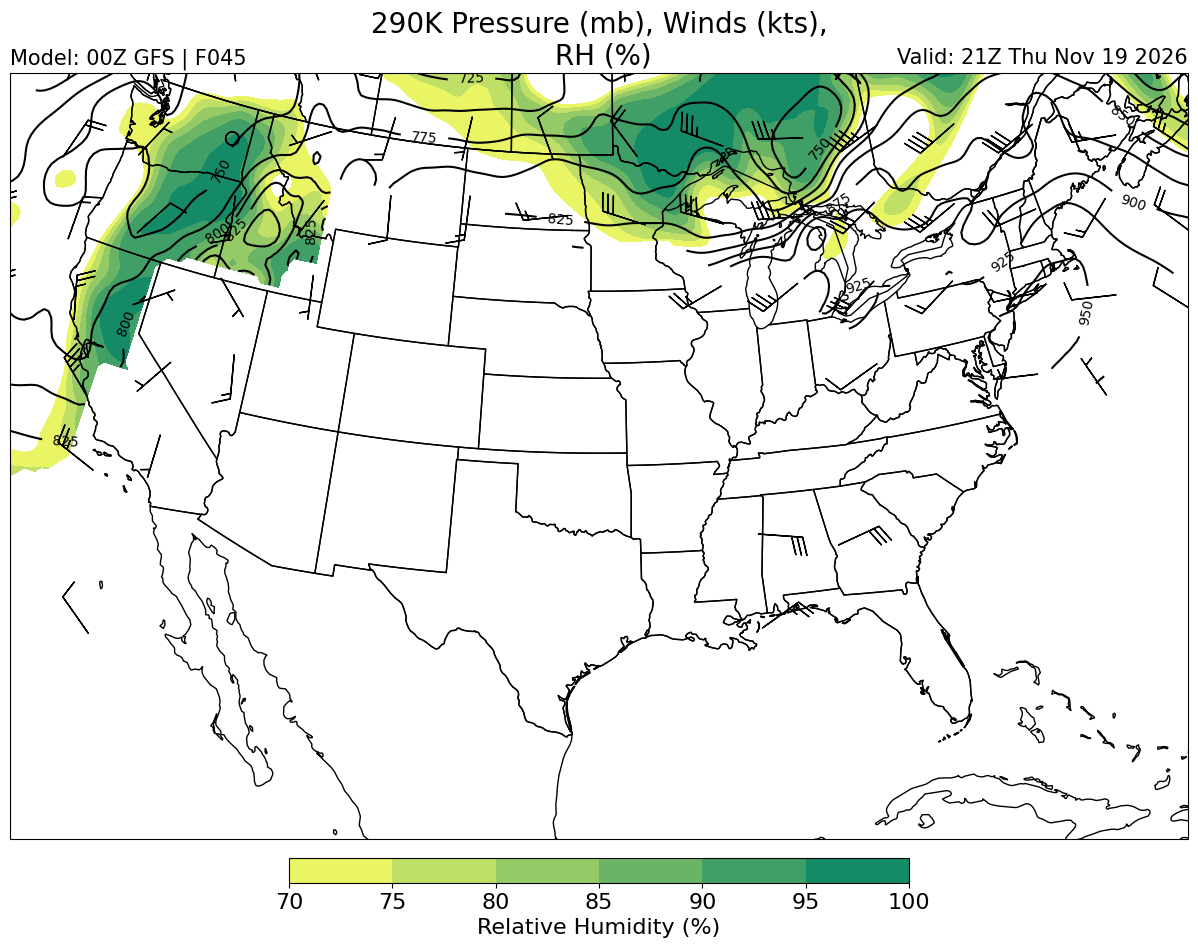 290K Pressure (mb), Winds (kts),
RH (%)
Model: 00Z GFS | F045
Valid: 21Z Thu Nov 19 2026
725
775
750
750
800
825
825
825
875
900
925
925
950
800
825
70 75 80 85 90 95 100
Relative Humidity (%)